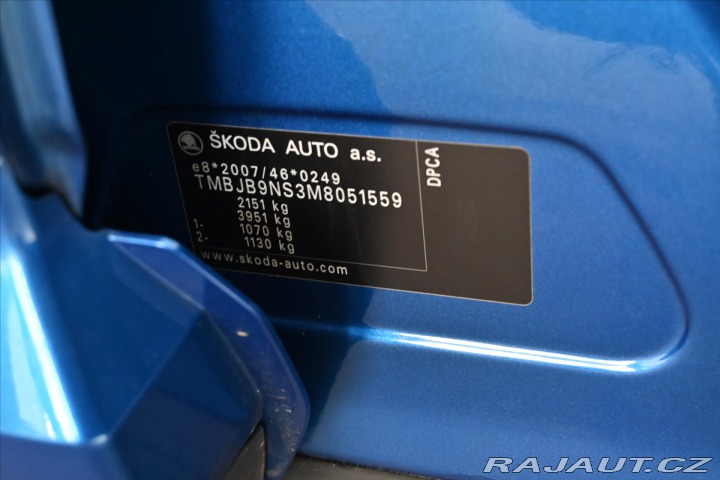 ŠKODA AUTO a.s.
e8*2007/46*0249
TMBJB9NS3M8051559
2151 kg
3951 kg
1- 1070 kg
2- 1130 kg
www.skoda-auto.com
DPCA
RAJAUT.CZ